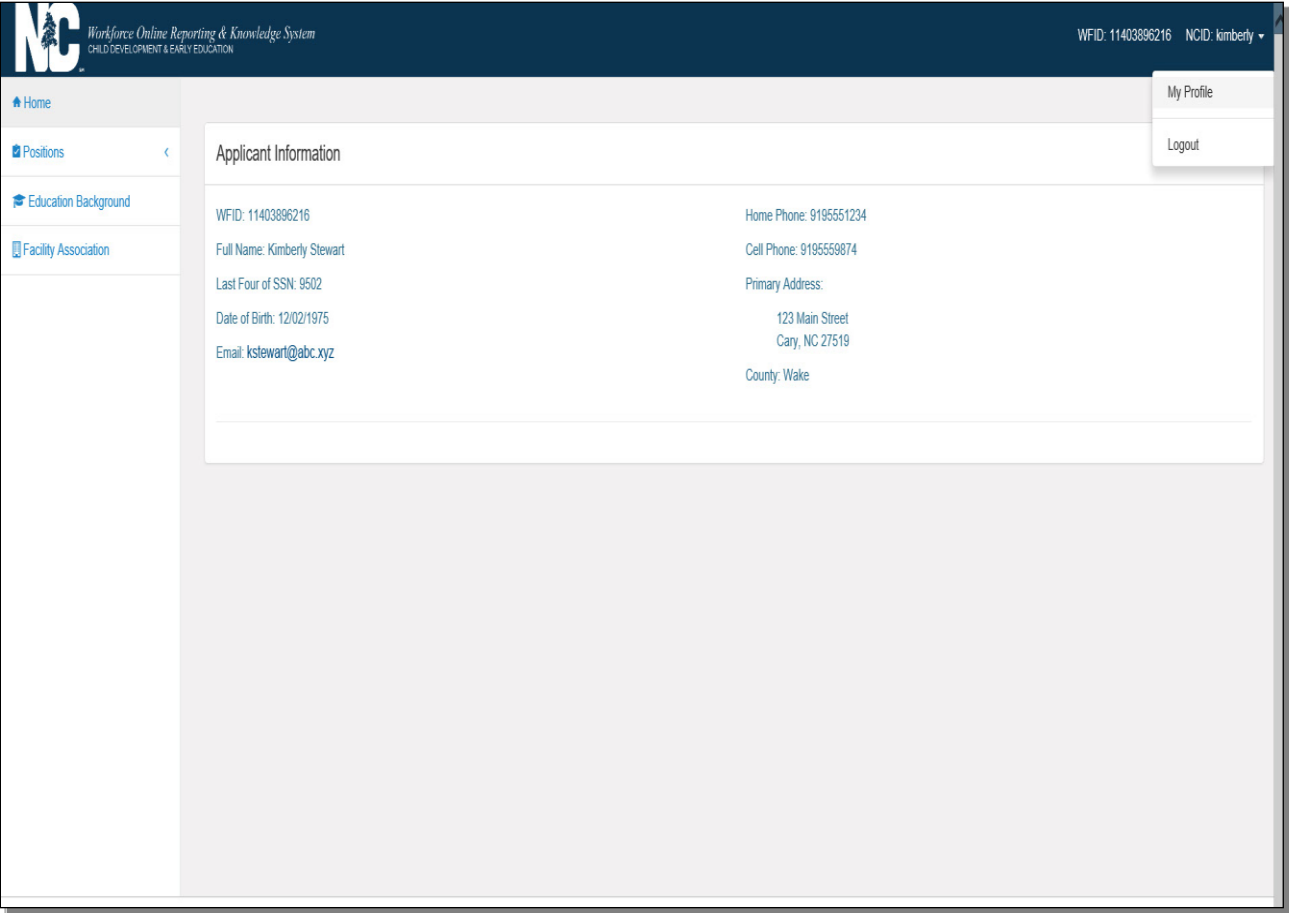 NC
Workforce Online Reporting & Knowledge System
CHILD DEVELOPMENT & EARLY EDUCATION
WFID: 11403896216 NCID: kimberly
My Profile
Logout
Home
Positions
Education Background
Facility Association
Applicant Information
WFID: 11403896216
Full Name: Kimberly Stewart
Last Four of SSN: 9502
Date of Birth: 12/02/1975
Email: kstewart@abc.xyz
Home Phone: 9195551234
Cell Phone: 9195559874
Primary Address:
123 Main Street
Cary, NC 27519
County: Wake